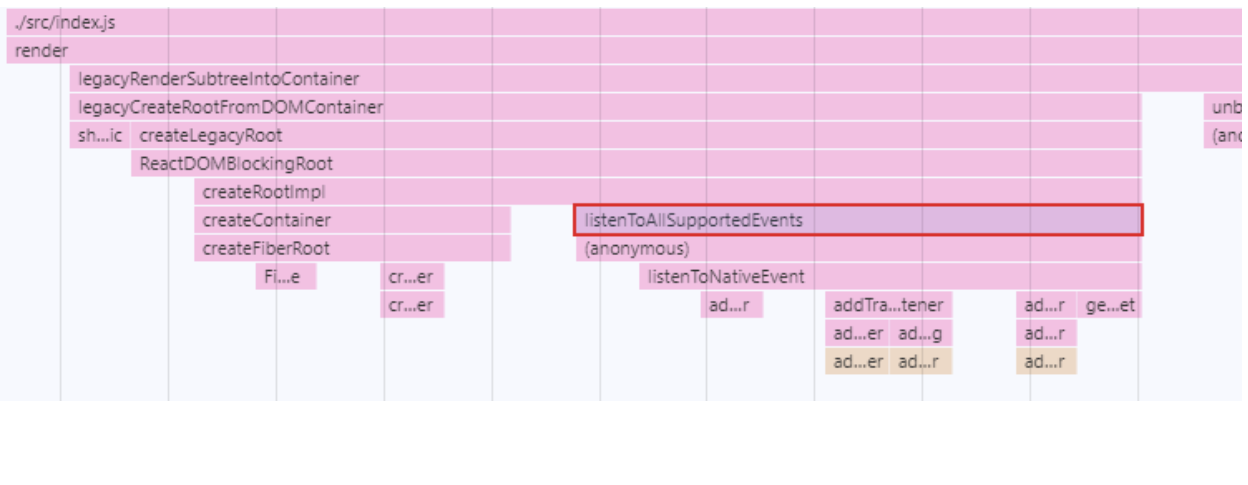 ./src/index.js
render
legacyRenderSubtreeIntoContainer
legacyCreateRootFromDOMContainer unb
sh...ic createLegacyRoot (anc
ReactDOMBlockingRoot
createRootImpl
createContainer listenToAllSupportedEvents
createFiberRoot (anonymous)
Fi...e cr...er listenToNativeEvent
cr...er ad...r addTra...tener ad...r ge...et
ad...er ad...g ad...r
ad...er ad...r ad...r